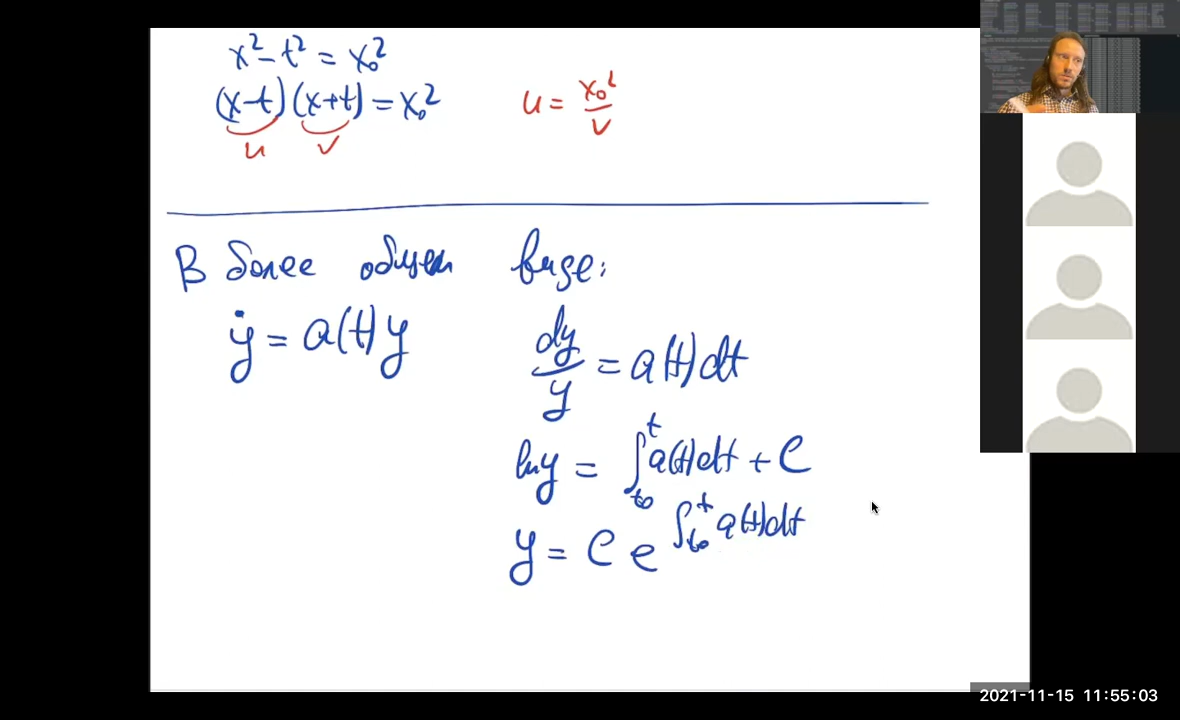 x² - t² = x₀²
(x-t)(x+t) = x₀²
u v
u = x₀²/v
В более общем виде:
ẏ = a(t)y
dy/y = a(t)dt
ln y = ∫_{t₀}^{t} a(t)dt + C
y = C e^{∫_{t₀}^{t} a(t)dt}
2021-11-15 11:55:03